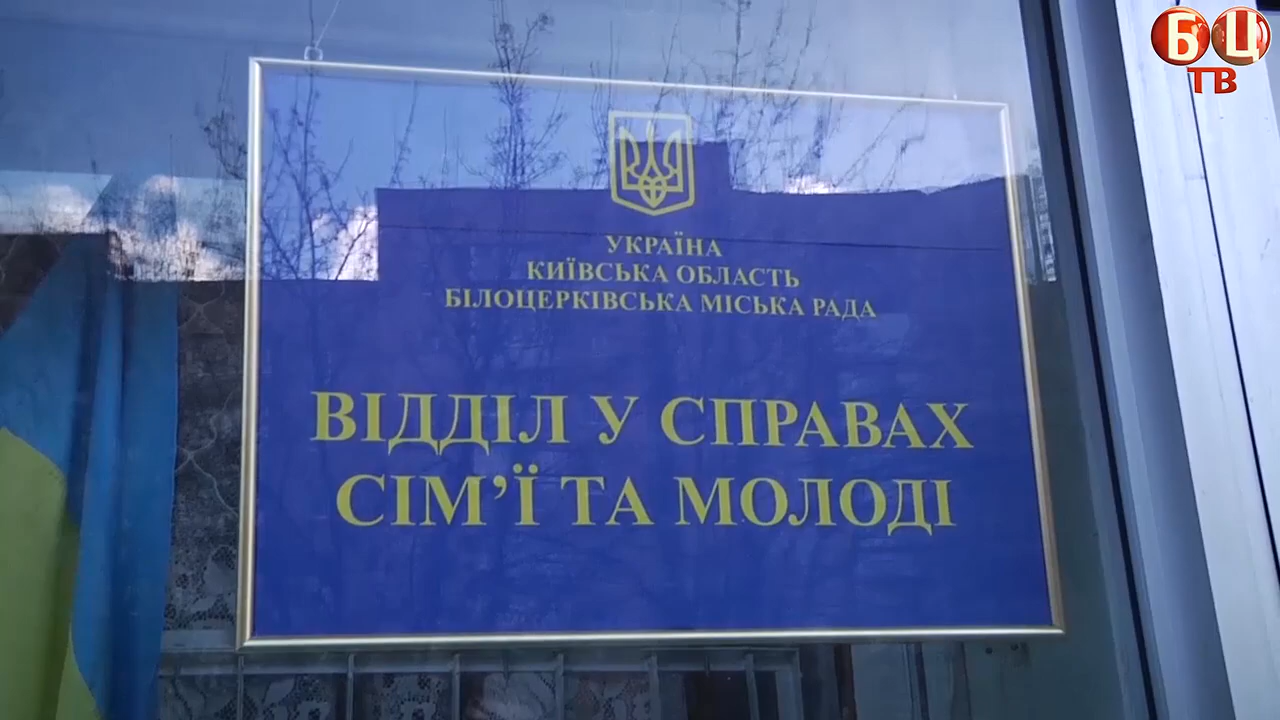 БЦ
ТВ
УКРАЇНА
КИЇВСЬКА ОБЛАСТЬ
БІЛОЦЕРКІВСЬКА МІСЬКА РАДА
ВІДДІЛ У СПРАВАХ
СІМ’Ї ТА МОЛОДІ